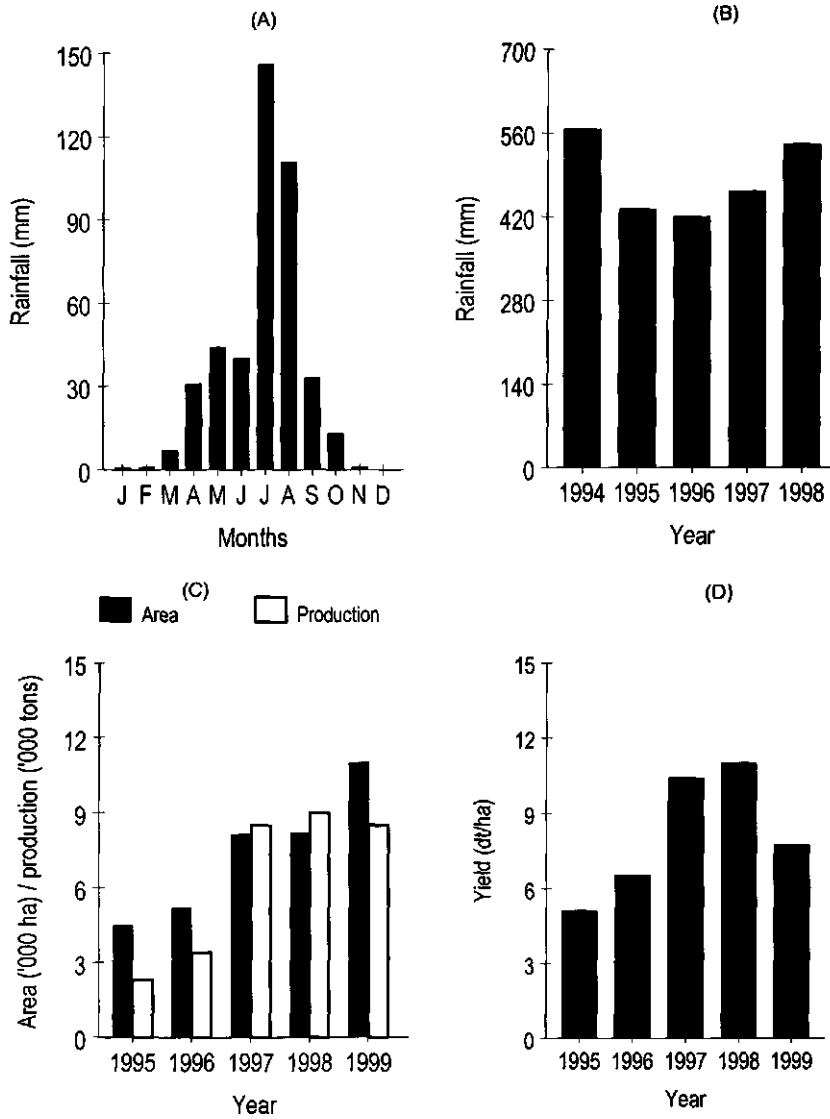 (A)
150
120
90
60
30
0
Rainfall (mm)
J F M A M J J A S O N D
Months
(B)
700
560
420
280
140
0
Rainfall (mm)
1994 1995 1996 1997 1998
Year
(C)
Area Production
15
12
9
6
3
0
Area ('000 ha) / production ('000 tons)
1995 1996 1997 1998 1999
Year
(D)
15
12
9
6
3
0
Yield (dt/ha)
1995 1996 1997 1998 1999
Year